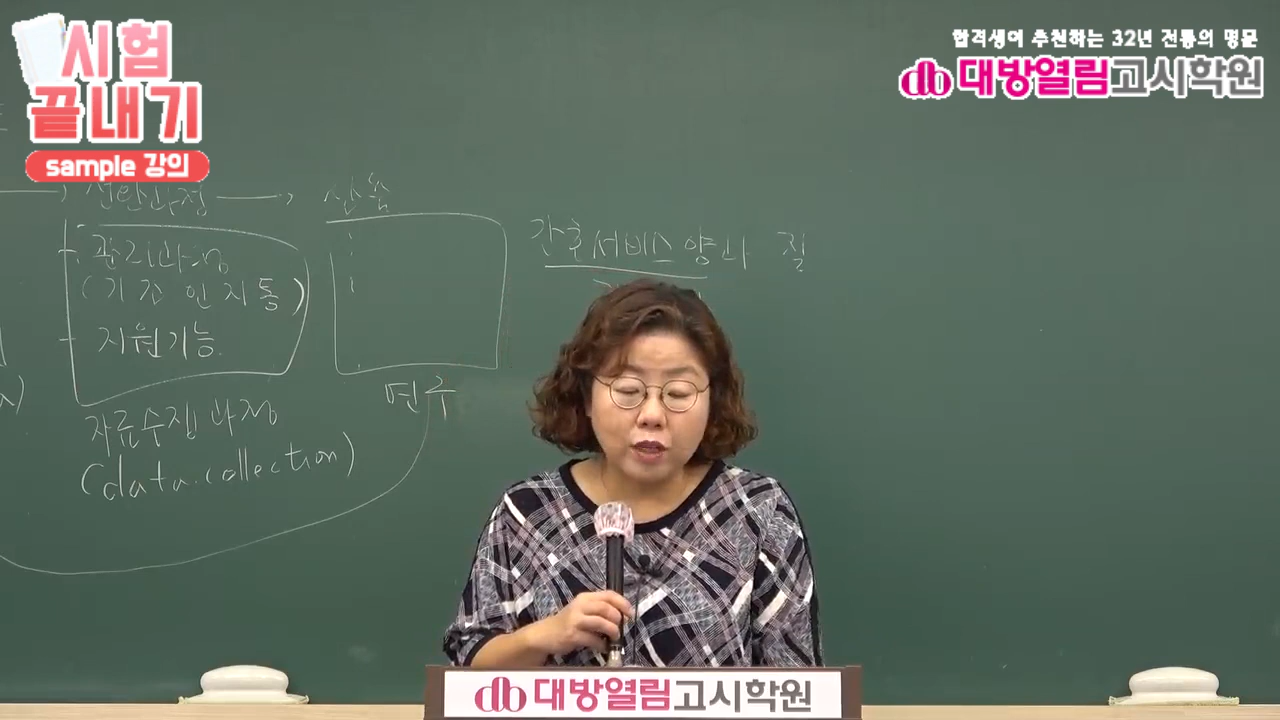 시험
끝내기
sample 강의
합격생이 추천하는 32년 전통의 명문
대방열림고시학원
전환과정
산출
관리과정
(기 조 인 지 통)
지원기능
자료수집 과정
(data.collection)
간호서비스 양과 질
대방열림고시학원